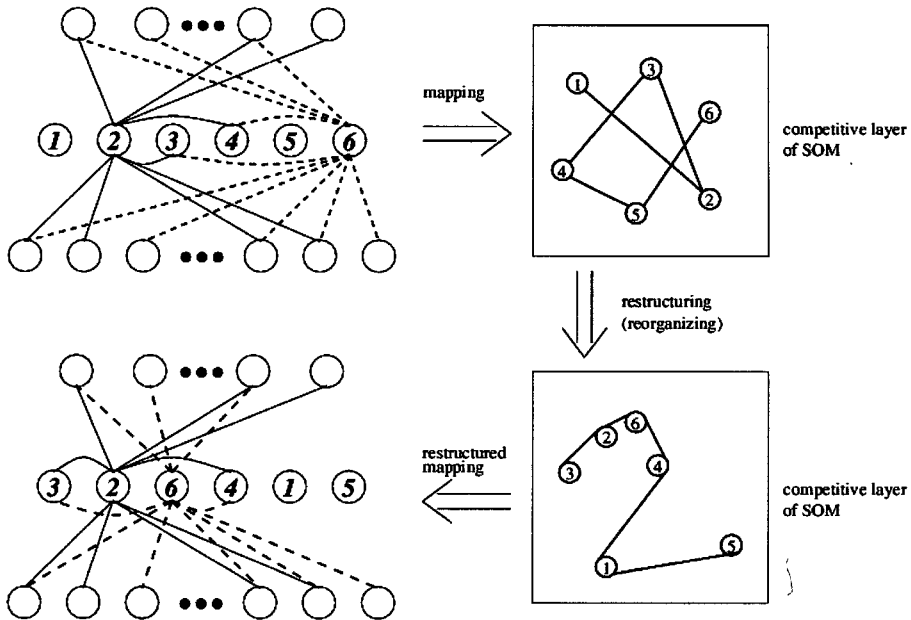 mapping
1 2 3 4 5 6
1
3
6
4
2
5
competitive layer
of SOM
restructuring
(reorganizing)
restructured
mapping
3 2 6 4 1 5
6
2
3
4
5
1
competitive layer
of SOM